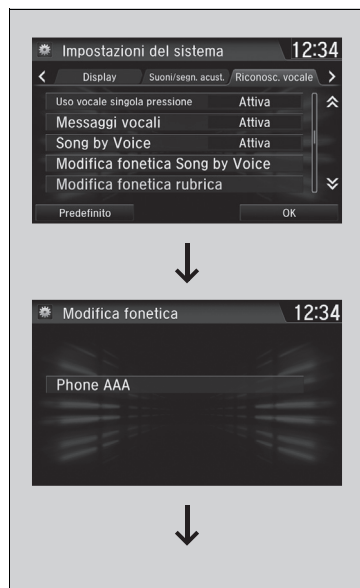 Impostazioni del sistema 12:34
Display Suoni/segn. acust. Riconosc. vocale
Uso vocale singola pressione Attiva
Messaggi vocali Attiva
Song by Voice Attiva
Modifica fonetica Song by Voice
Modifica fonetica rubrica
Predefinito OK
Modifica fonetica 12:34
Phone AAA